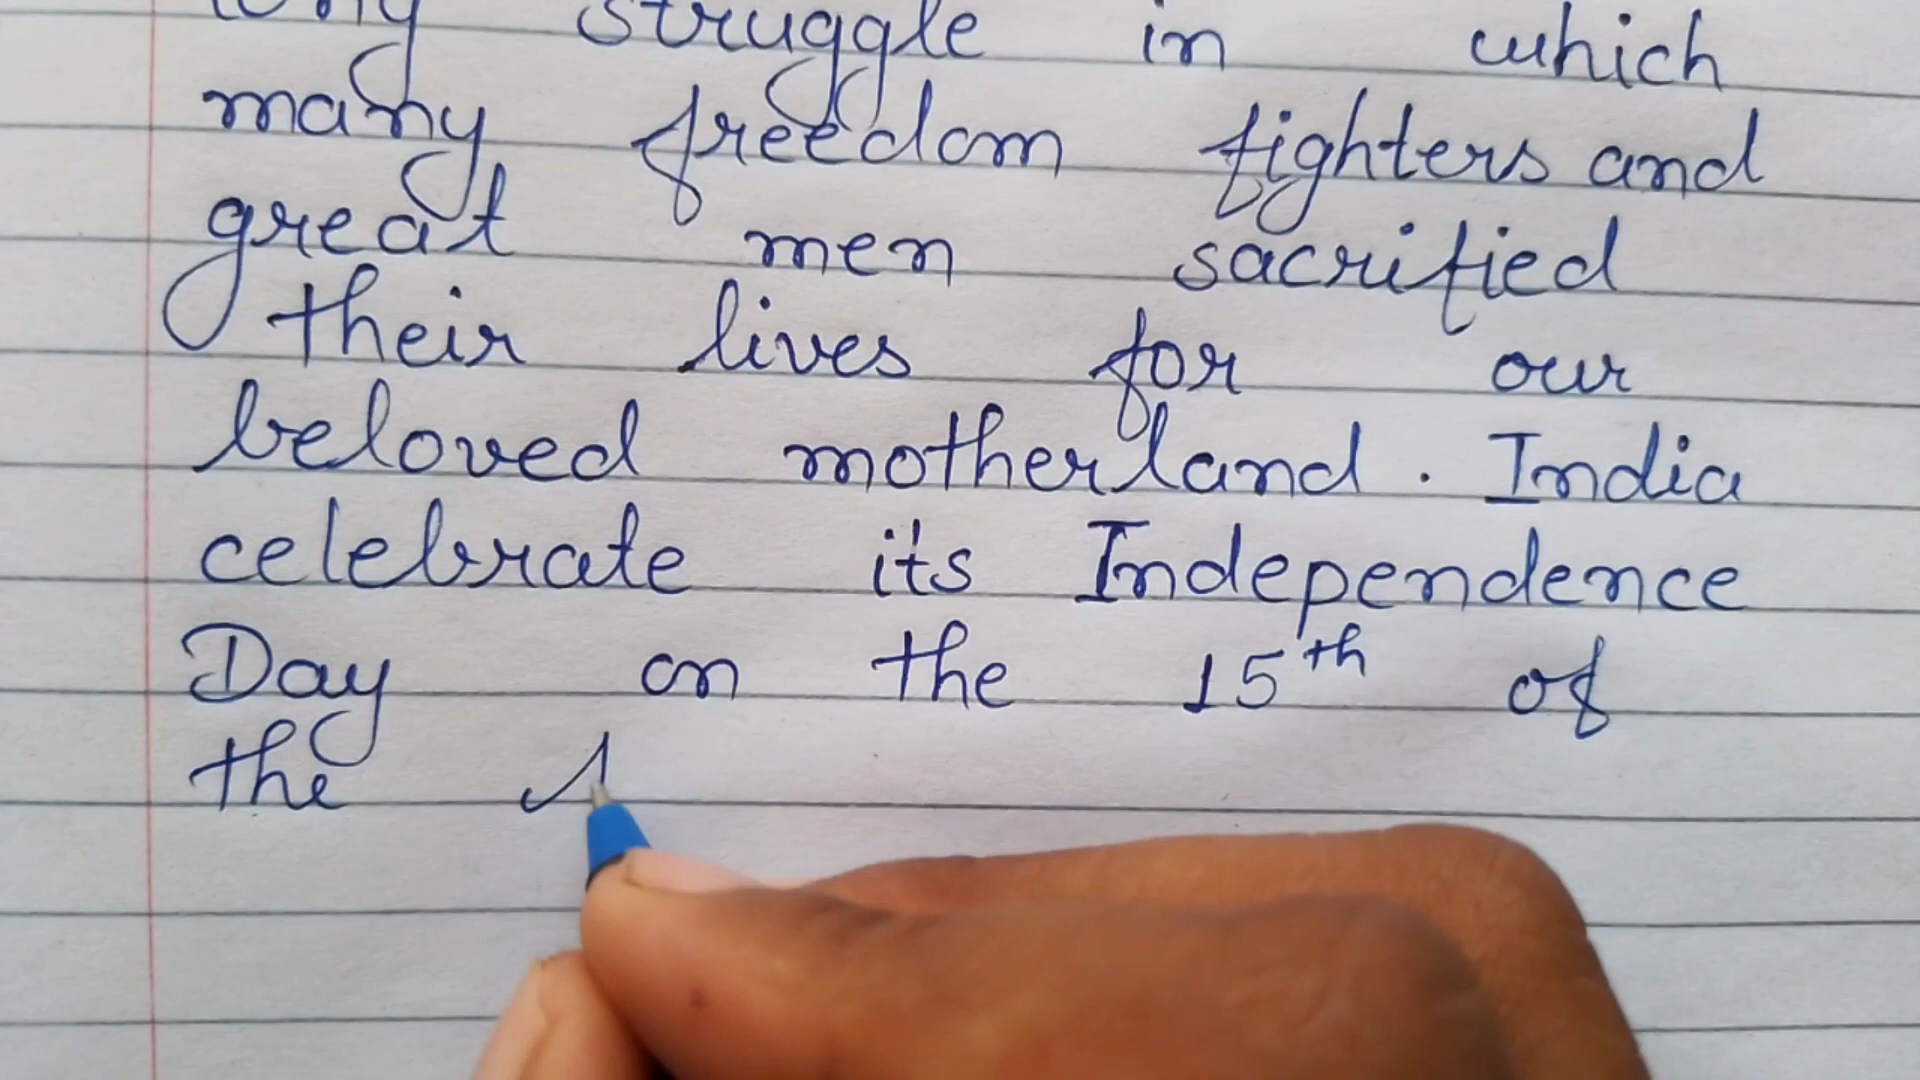 long struggle in which
many freedom fighters and
great men sacrified
their lives for our
beloved motherland. India
celebrate its Independence
Day on the 15th of
the